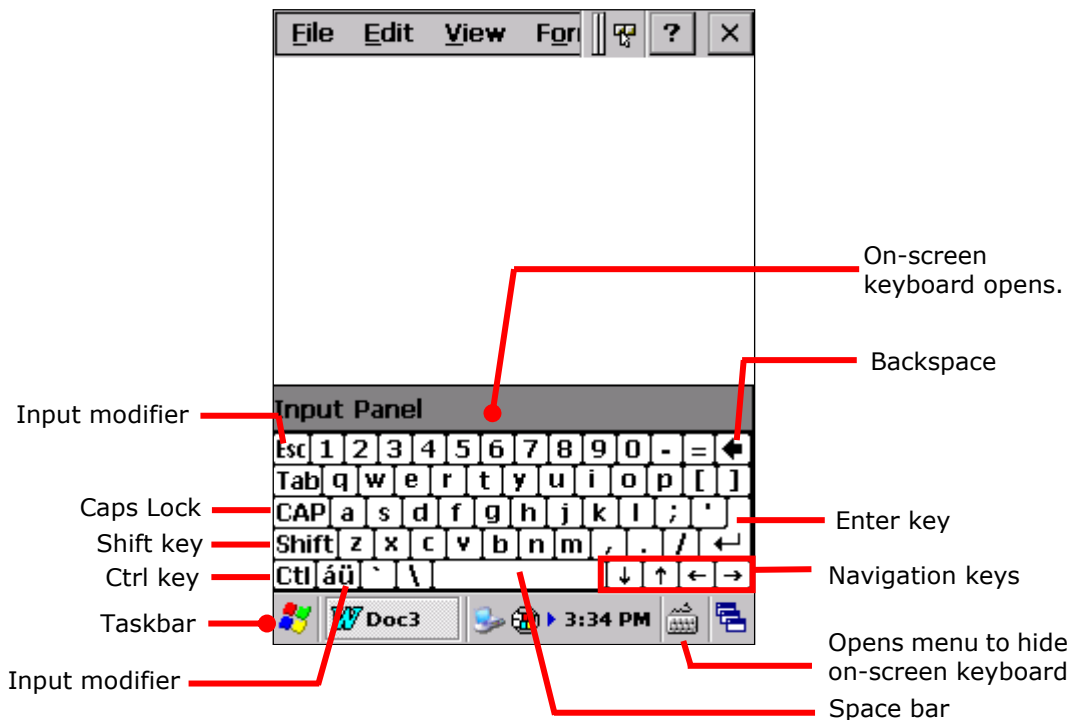 File Edit View For
?
On-screen
keyboard opens.
Backspace
Input modifier
Input Panel
Esc 1 2 3 4 5 6 7 8 9 0 - =
Tab q w e r t y u i o p [ ]
Caps Lock
CAP a s d f g h j k l ; '
Enter key
Shift key
Shift z x c v b n m , . /
Ctrl key
Ctl áü ` \ ↓ ↑ ← →
Navigation keys
Taskbar
Doc3 3:34 PM
Opens menu to hide
on-screen keyboard
Input modifier
Space bar